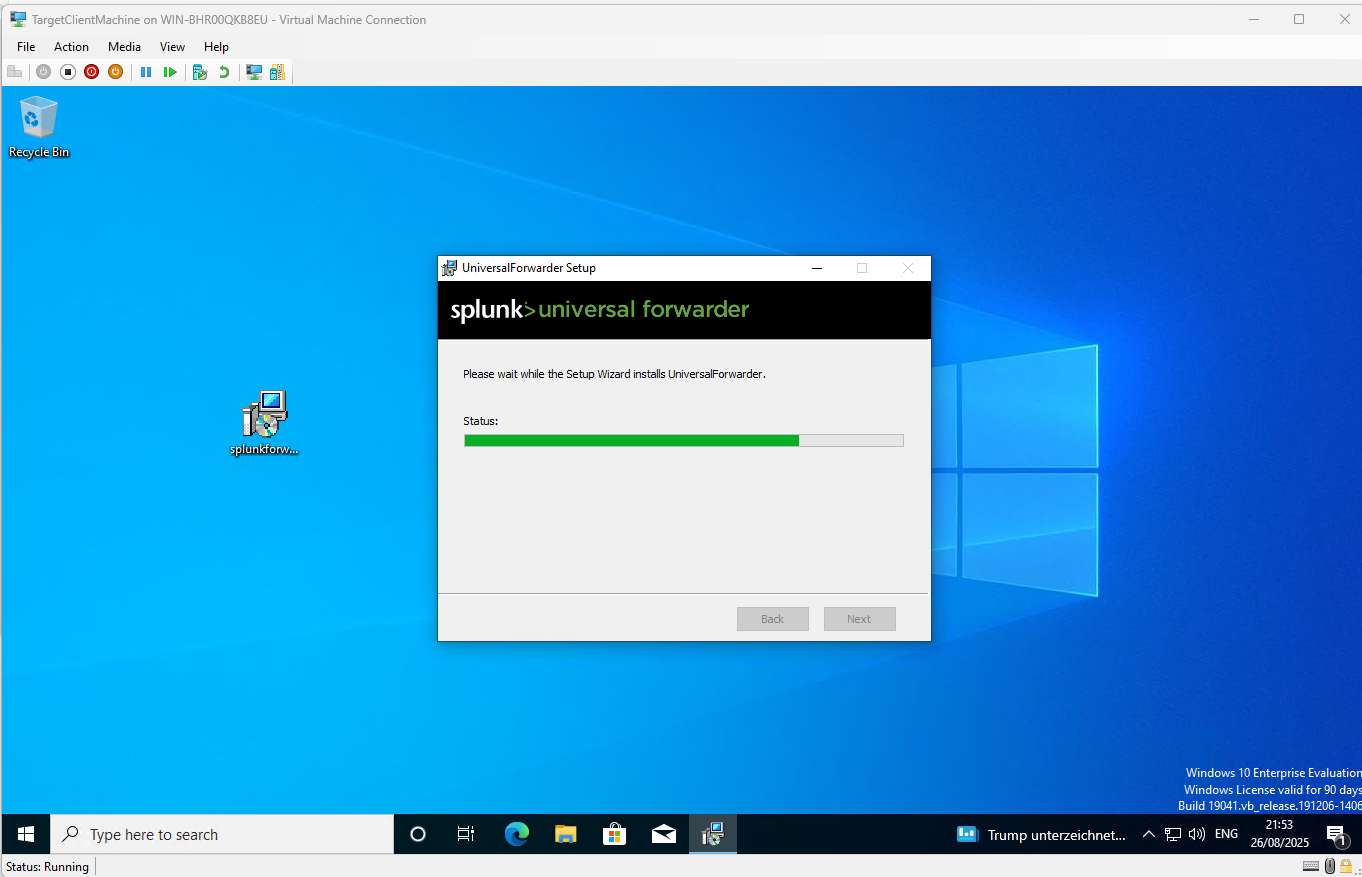 TargetClientMachine on WIN-BHR00QKB8EU - Virtual Machine Connection
File Action Media View Help
Recycle Bin
UniversalForwarder Setup
splunk>universal forwarder
Please wait while the Setup Wizard installs UniversalForwarder.
Status:
splunkforw...
Back Next
Windows 10 Enterprise Evaluation
Windows License valid for 90 days
Build 19041.vb_release.191206-1406
Type here to search
Trump unterzeichnet...
ENG
21:53
26/08/2025
1
Status: Running